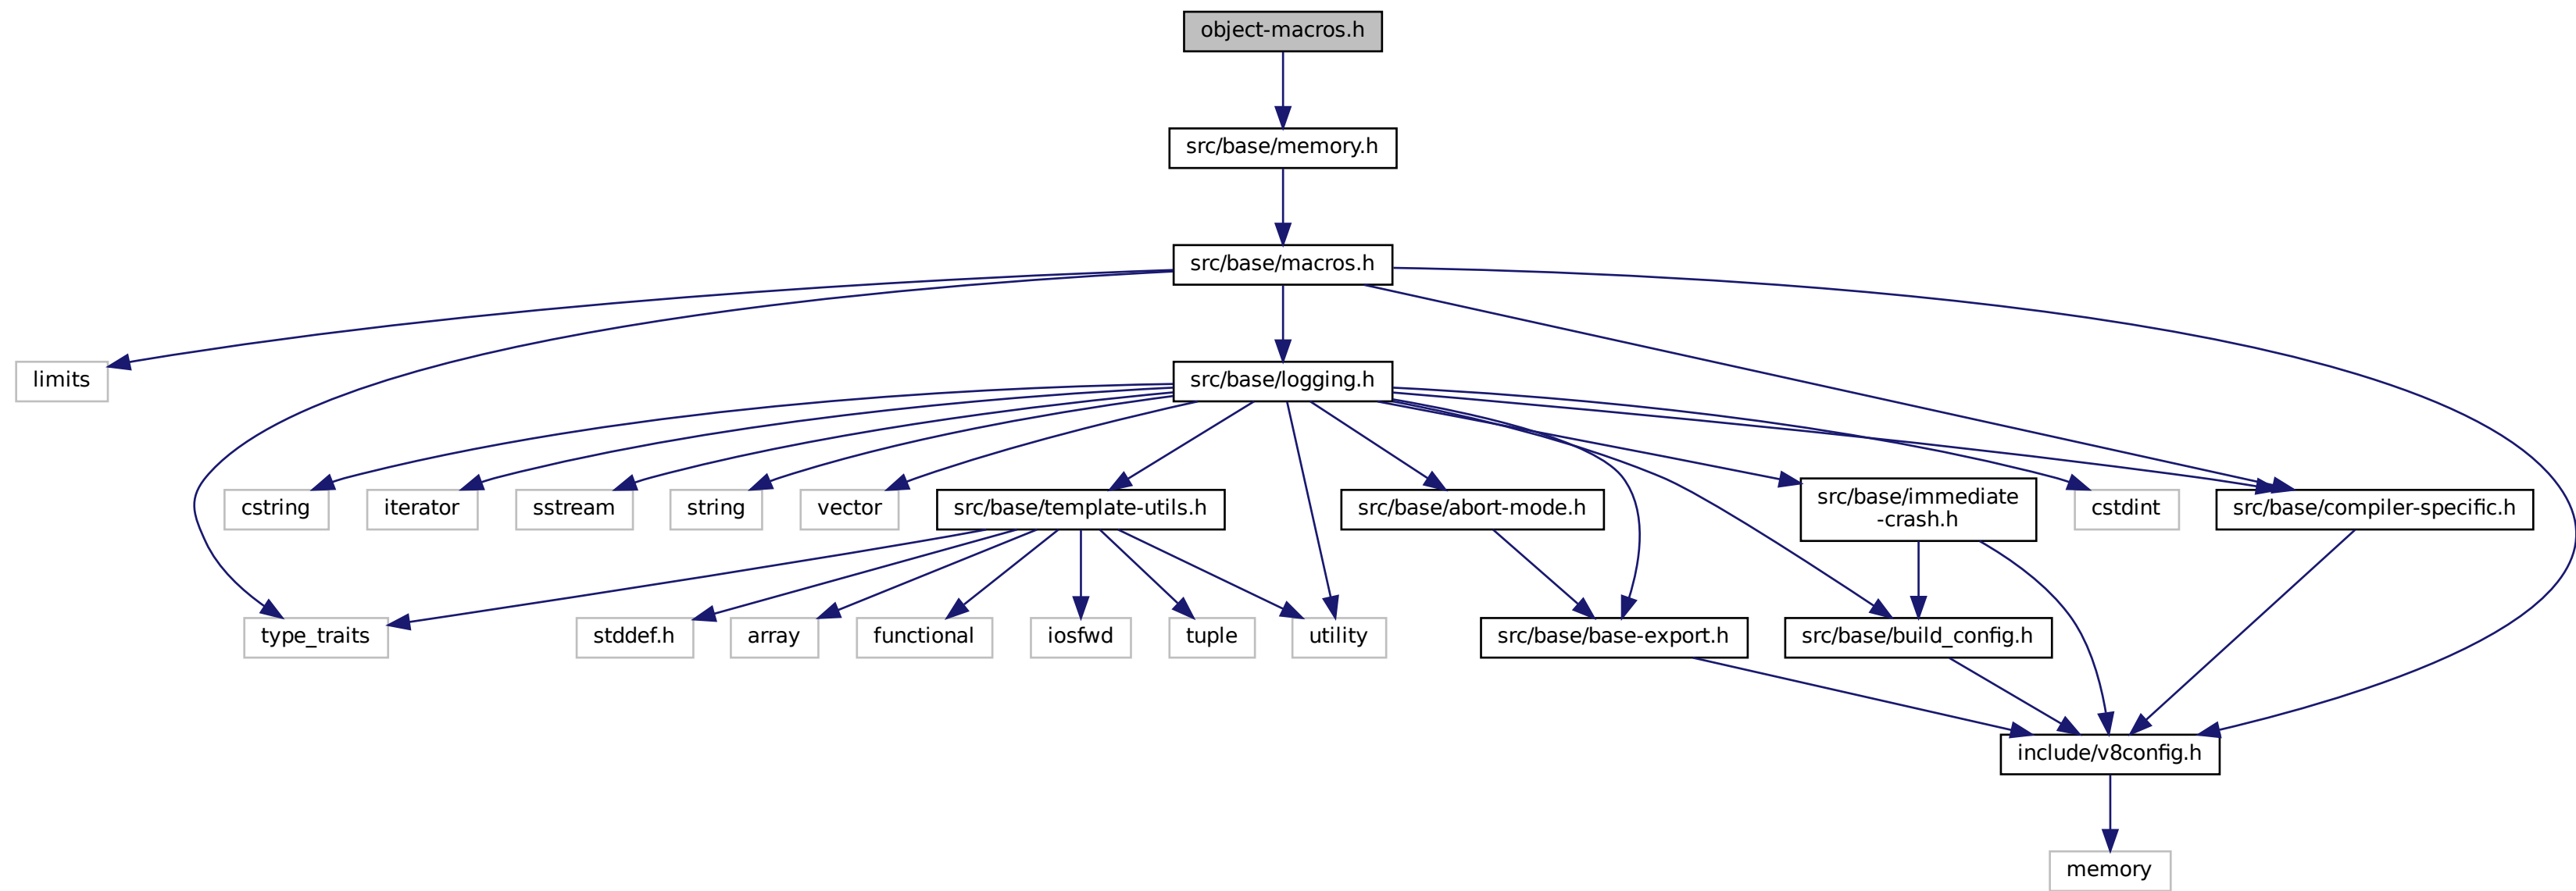 object-macros.h
src/base/memory.h
src/base/macros.h
limits
src/base/logging.h
cstring
iterator
sstream
string
vector
src/base/template-utils.h
src/base/abort-mode.h
src/base/immediate
-crash.h
cstdint
src/base/compiler-specific.h
type_traits
stddef.h
array
functional
iosfwd
tuple
utility
src/base/base-export.h
src/base/build_config.h
include/v8config.h
memory